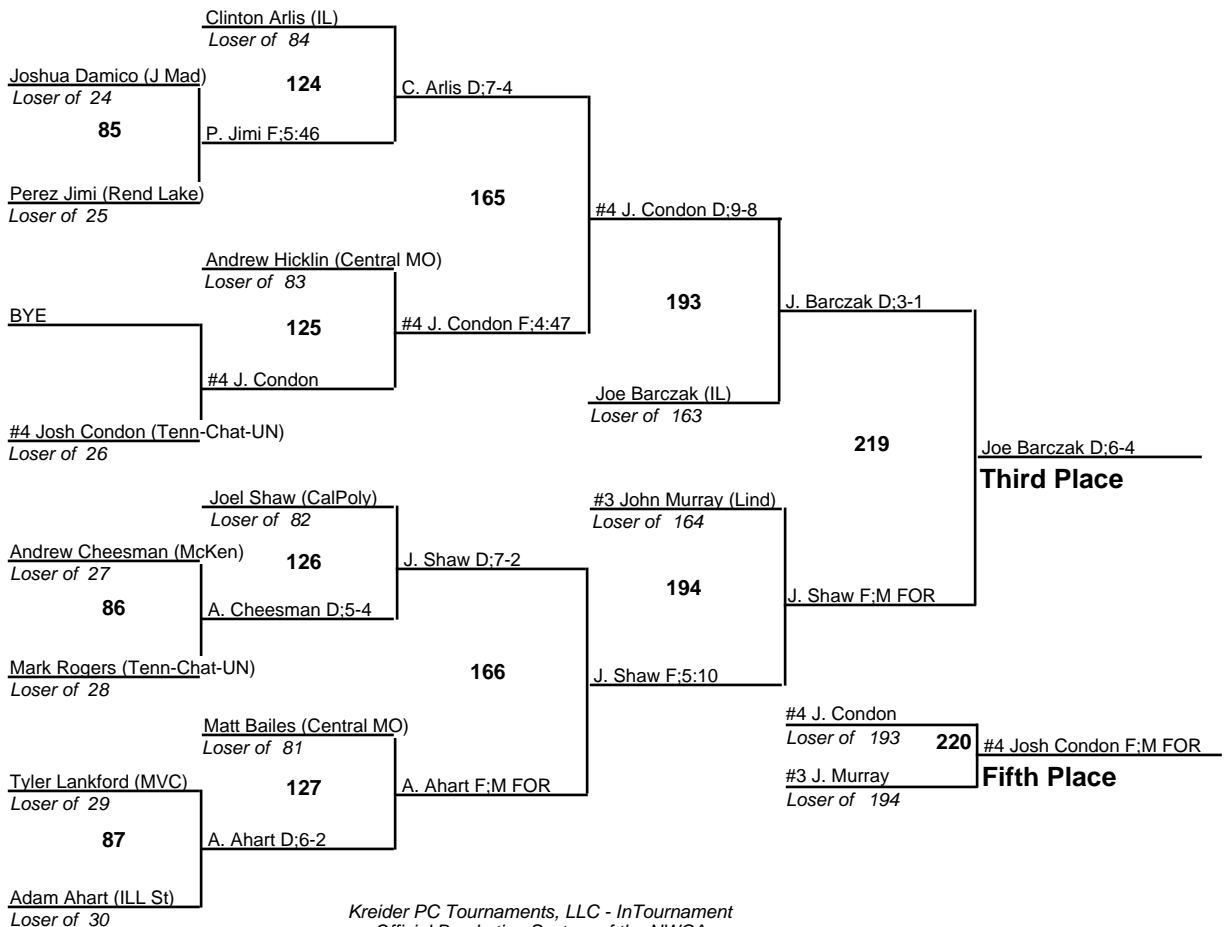 Clinton Arlis (IL)
Loser of 84
Joshua Damico (J Mad)
Loser of 24
124
C. Arlis D;7-4
85
P. Jimi F;5:46
Perez Jimi (Rend Lake)
Loser of 25
165
#4 J. Condon D;9-8
Andrew Hicklin (Central MO)
Loser of 83
BYE
125
#4 J. Condon F;4:47
193
J. Barczak D;3-1
#4 J. Condon
Joe Barczak (IL)
Loser of 163
#4 Josh Condon (Tenn-Chat-UN)
Loser of 26
219
Joe Barczak D;6-4
Third Place
Joel Shaw (CalPoly)
Loser of 82
#3 John Murray (Lind)
Loser of 164
Andrew Cheesman (McKen)
Loser of 27
126
J. Shaw D;7-2
86
A. Cheesman D;5-4
194
J. Shaw F;M FOR
Mark Rogers (Tenn-Chat-UN)
Loser of 28
166
J. Shaw F;5:10
Matt Bailes (Central MO)
Loser of 81
#4 J. Condon
Loser of 193
220
#4 Josh Condon F;M FOR
Fifth Place
#3 J. Murray
Loser of 194
Tyler Lankford (MVC)
Loser of 29
127
A. Ahart F;M FOR
87
A. Ahart D;6-2
Adam Ahart (ILL St)
Loser of 30
Kreider PC Tournaments, LLC - InTournament